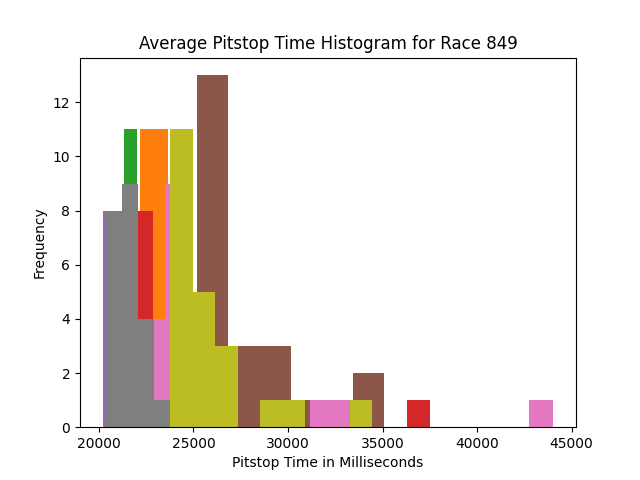 Average Pitstop Time Histogram for Race 849
12
10
8
6
4
2
0
Frequency
20000 25000 30000 35000 40000 45000
Pitstop Time in Milliseconds